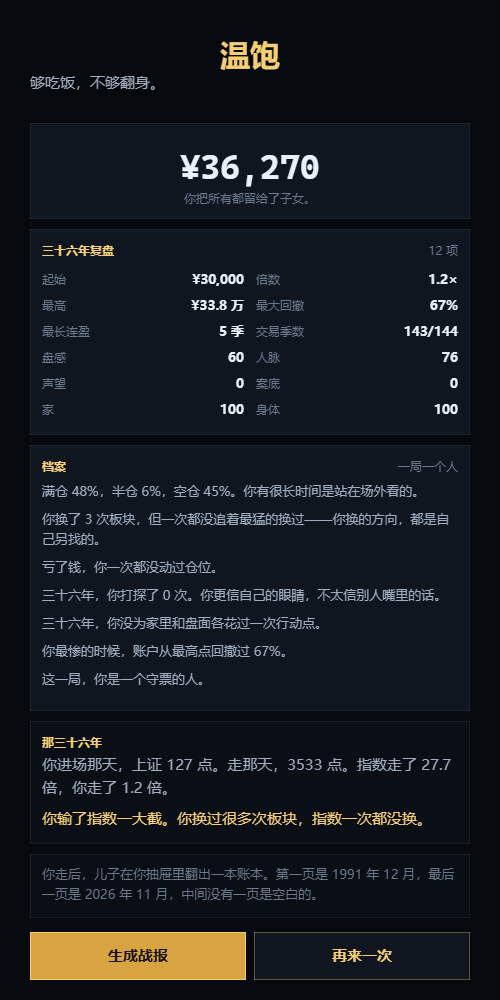 温饱
够吃饭，不够翻身。
¥36,270
你把所有都留给了子女。
三十六年复盘 12 项
起始 ¥30,000 倍数 1.2×
最高 ¥33.8 万 最大回撤 67%
最长连盈 5 季 交易季数 143/144
盘感 60 人脉 76
声望 0 案底 0
家 100 身体 100
档案 一局一个人
满仓 48%，半仓 6%，空仓 45%。你有很长时间是站在场外看的。
你换了 3 次板块，但一次都没追着最猛的换过——你换的方向，都是自
己另找的。
亏了钱，你一次都没动过仓位。
三十六年，你打探了 0 次。你更信自己的眼睛，不太信别人嘴里的话。
三十六年，你没为家里和盘面各花过一次行动点。
你最惨的时候，账户从最高点回撤过 67%。
这一局，你是一个守票的人。
那三十六年
你进场那天，上证 127 点。走那天，3533 点。指数走了 27.7
倍，你走了 1.2 倍。
你输了指数一大截。你换过很多次板块，指数一次都没换。
你走后，儿子在你抽屉里翻出一本账本。第一页是 1991 年 12 月，最后
一页是 2026 年 11 月，中间没有一页是空白的。
生成战报 再来一次